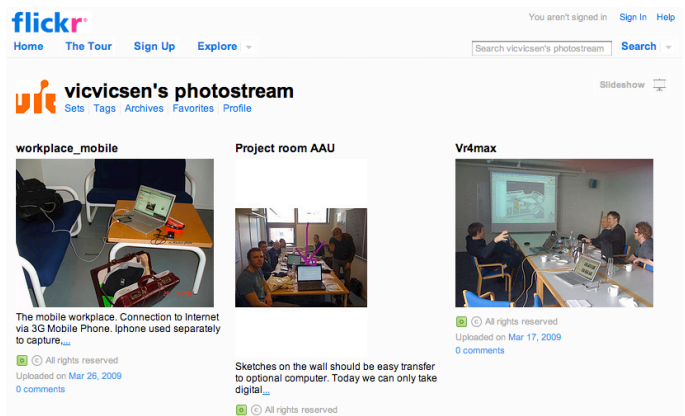 flickr
You aren't signed in Sign In Help
Home The Tour Sign Up Explore
Search vicvicsen's photostream Search
vicvicsen's photostream
Slideshow
Sets Tags Archives Favorites Profile
workplace_mobile
The mobile workplace. Connection to Internet
via 3G Mobile Phone. Iphone used separately
to capture,...
All rights reserved
Uploaded on Mar 26, 2009
0 comments
Project room AAU
Sketches on the wall should be easy transfer
to optional computer. Today we can only take
digital...
All rights reserved
Vr4max
All rights reserved
Uploaded on Mar 17, 2009
0 comments